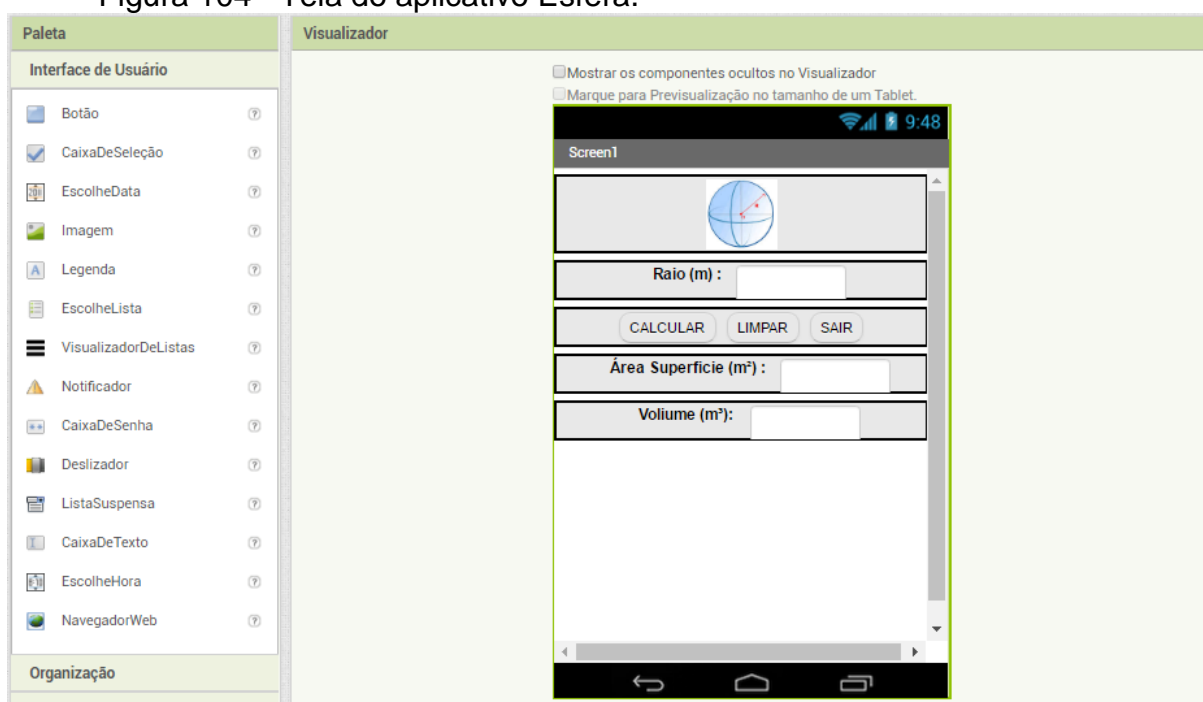 Figura 104 - Tela do aplicativo Esfera.
Paleta
Visualizador
Interface de Usuário
Botão
CaixaDeSeleção
EscolheData
Imagem
Legenda
EscolheLista
VisualizadorDeListas
Notificador
CaixaDeSenha
Deslizador
ListaSuspensa
CaixaDeTexto
EscolheHora
NavegadorWeb
Organização
Mostrar os componentes ocultos no Visualizador
Marque para Previsualização no tamanho de um Tablet.
9:48
Screen1
Raio (m) :
CALCULAR LIMPAR SAIR
Área Superficie (m²) :
Voliume (m³):